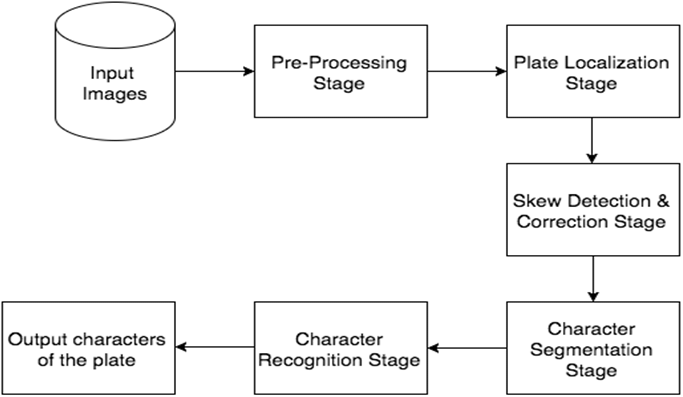 Input
Images
Pre-Processing
Stage
Plate Localization
Stage
Skew Detection &
Correction Stage
Character
Segmentation
Stage
Character
Recognition Stage
Output characters
of the plate